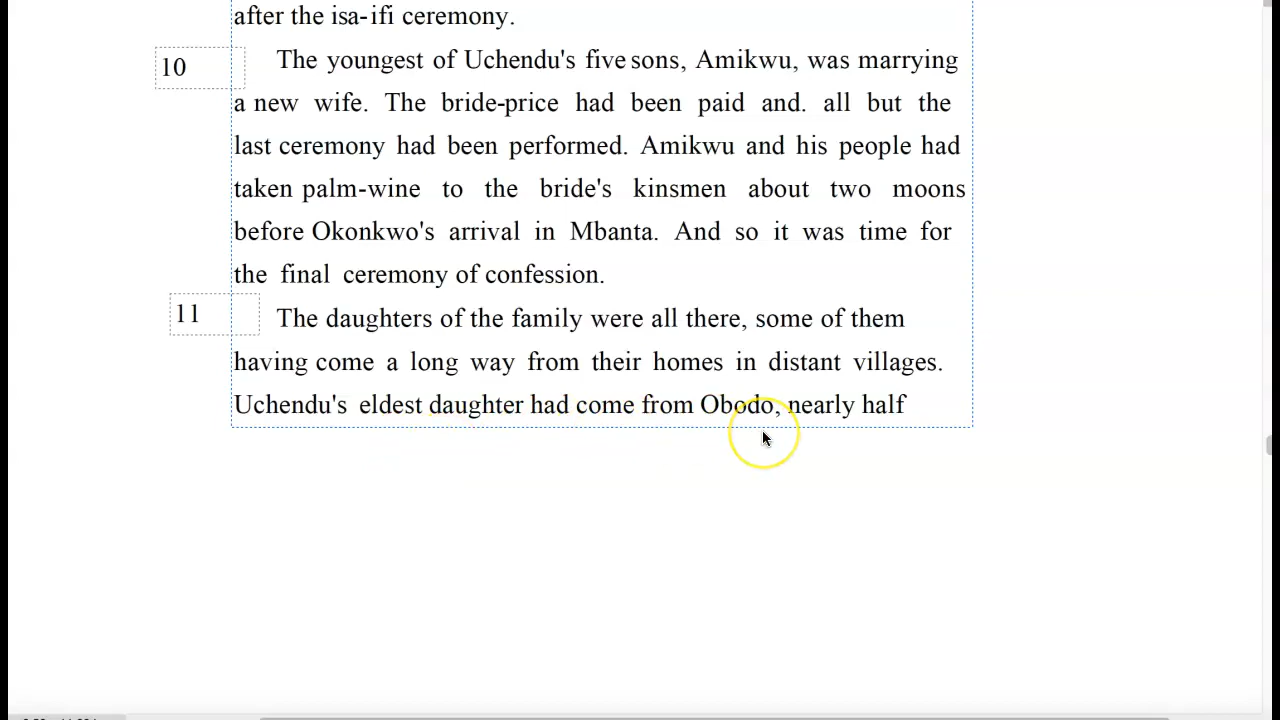 after the isa-ifi ceremony.
10
The youngest of Uchendu's five sons, Amikwu, was marrying
a new wife. The bride-price had been paid and. all but the
last ceremony had been performed. Amikwu and his people had
taken palm-wine to the bride's kinsmen about two moons
before Okonkwo's arrival in Mbanta. And so it was time for
the final ceremony of confession.
11
The daughters of the family were all there, some of them
having come a long way from their homes in distant villages.
Uchendu's eldest daughter had come from Obodo, nearly half